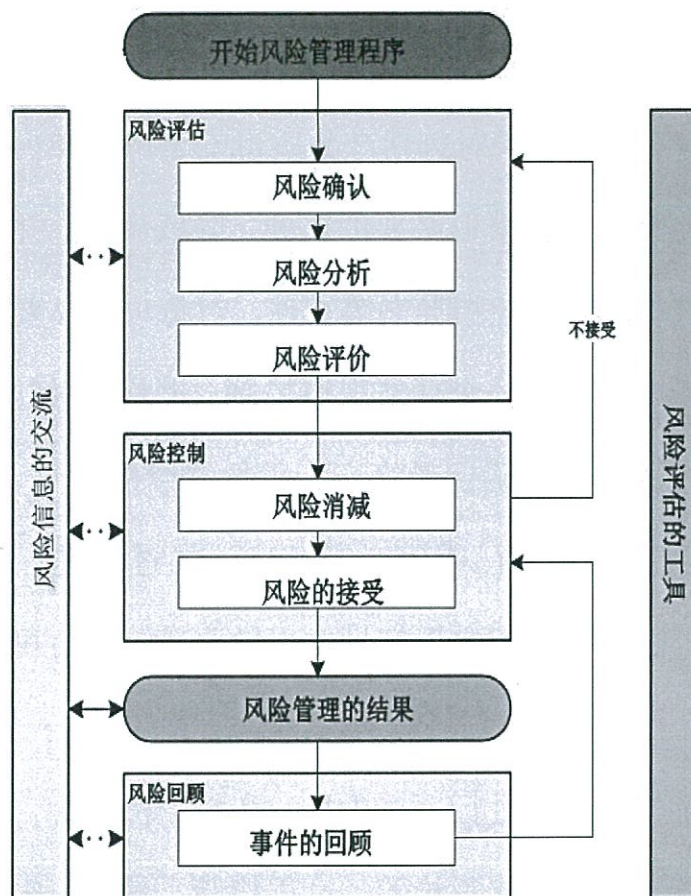 开始风险管理程序
风险评估
风险确认
风险分析
风险评价
不接受
风险信息的交流
风险评估的工具
风险控制
风险消减
风险的接受
风险管理的结果
风险回顾
事件的回顾